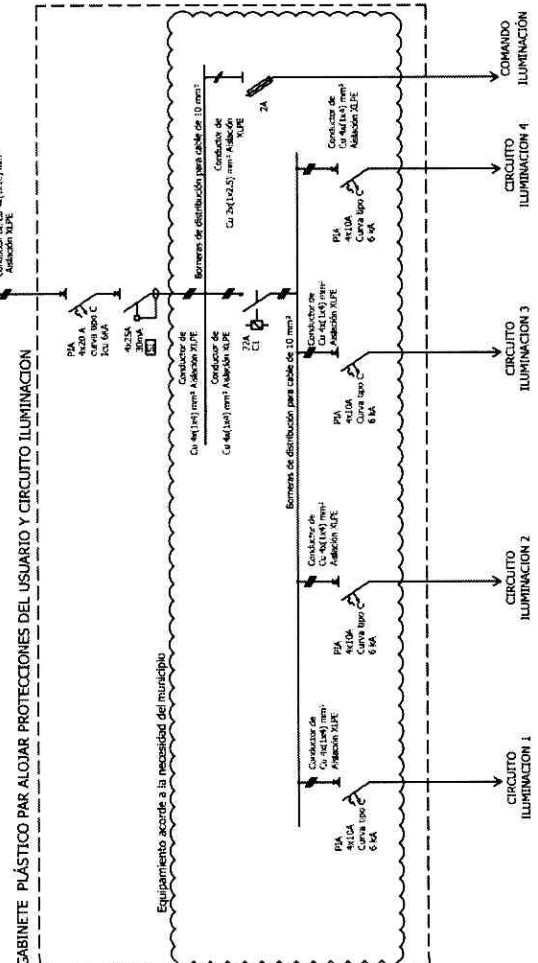 GABINETE PLÁSTICO PAR ALOJAR PROTECCIONES DEL USUARIO Y CIRCUITO ILUMINACION
Aislación XLPE
PIA
4x20 A
curva tipo C
Icu 6KA
4x25A
30mA
Equipamiento acorde a la necesidad del municipio
Conductor de
Cu 4x(1x4) mm² Aislación XLPE
Borneras de distribución para cable de 10 mm²
Conductor de
Cu 4x(1x4) mm² Aislación XLPE
Conductor de
Cu 2x(1x2,5) mm² Aislación
XLPE
2A
22A
C1
Borneras de distribución para cable de 10 mm²
Conductor de
Cu 4x(1x4) mm²
Aislación XLPE
PIA
4x10A
Curva tipo C
6 kA
Conductor de
Cu 4x(1x4) mm²
Aislación XLPE
PIA
4x10A
Curva tipo C
6 kA
Conductor de
Cu 4x(1x4) mm²
Aislación XLPE
PIA
4x10A
Curva tipo C
6 kA
Conductor de
Cu 4x(1x4) mm²
Aislación XLPE
PIA
4x10A
Curva tipo C
6 kA
CIRCUITO
ILUMINACION 1
CIRCUITO
ILUMINACION 2
CIRCUITO
ILUMINACION 3
CIRCUITO
ILUMINACION 4
COMANDO
ILUMINACIÓN